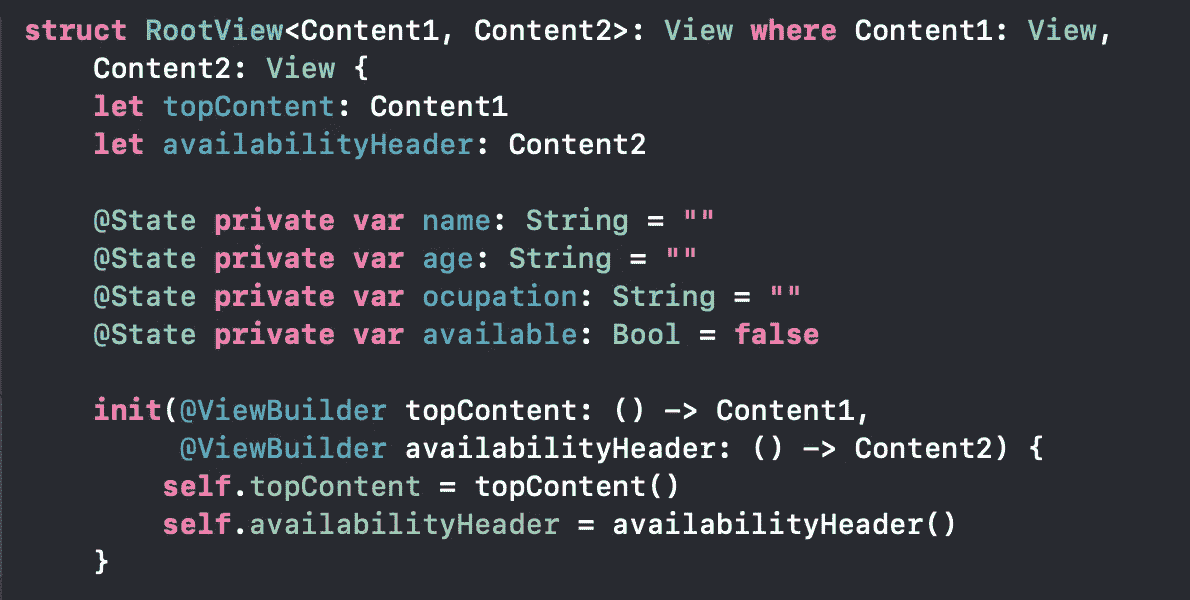 struct RootView<Content1, Content2>: View where Content1: View,
Content2: View {
let topContent: Content1
let availabilityHeader: Content2
@State private var name: String = ""
@State private var age: String = ""
@State private var ocupation: String = ""
@State private var available: Bool = false
init(@ViewBuilder topContent: () -> Content1,
@ViewBuilder availabilityHeader: () -> Content2) {
self.topContent = topContent()
self.availabilityHeader = availabilityHeader()
}